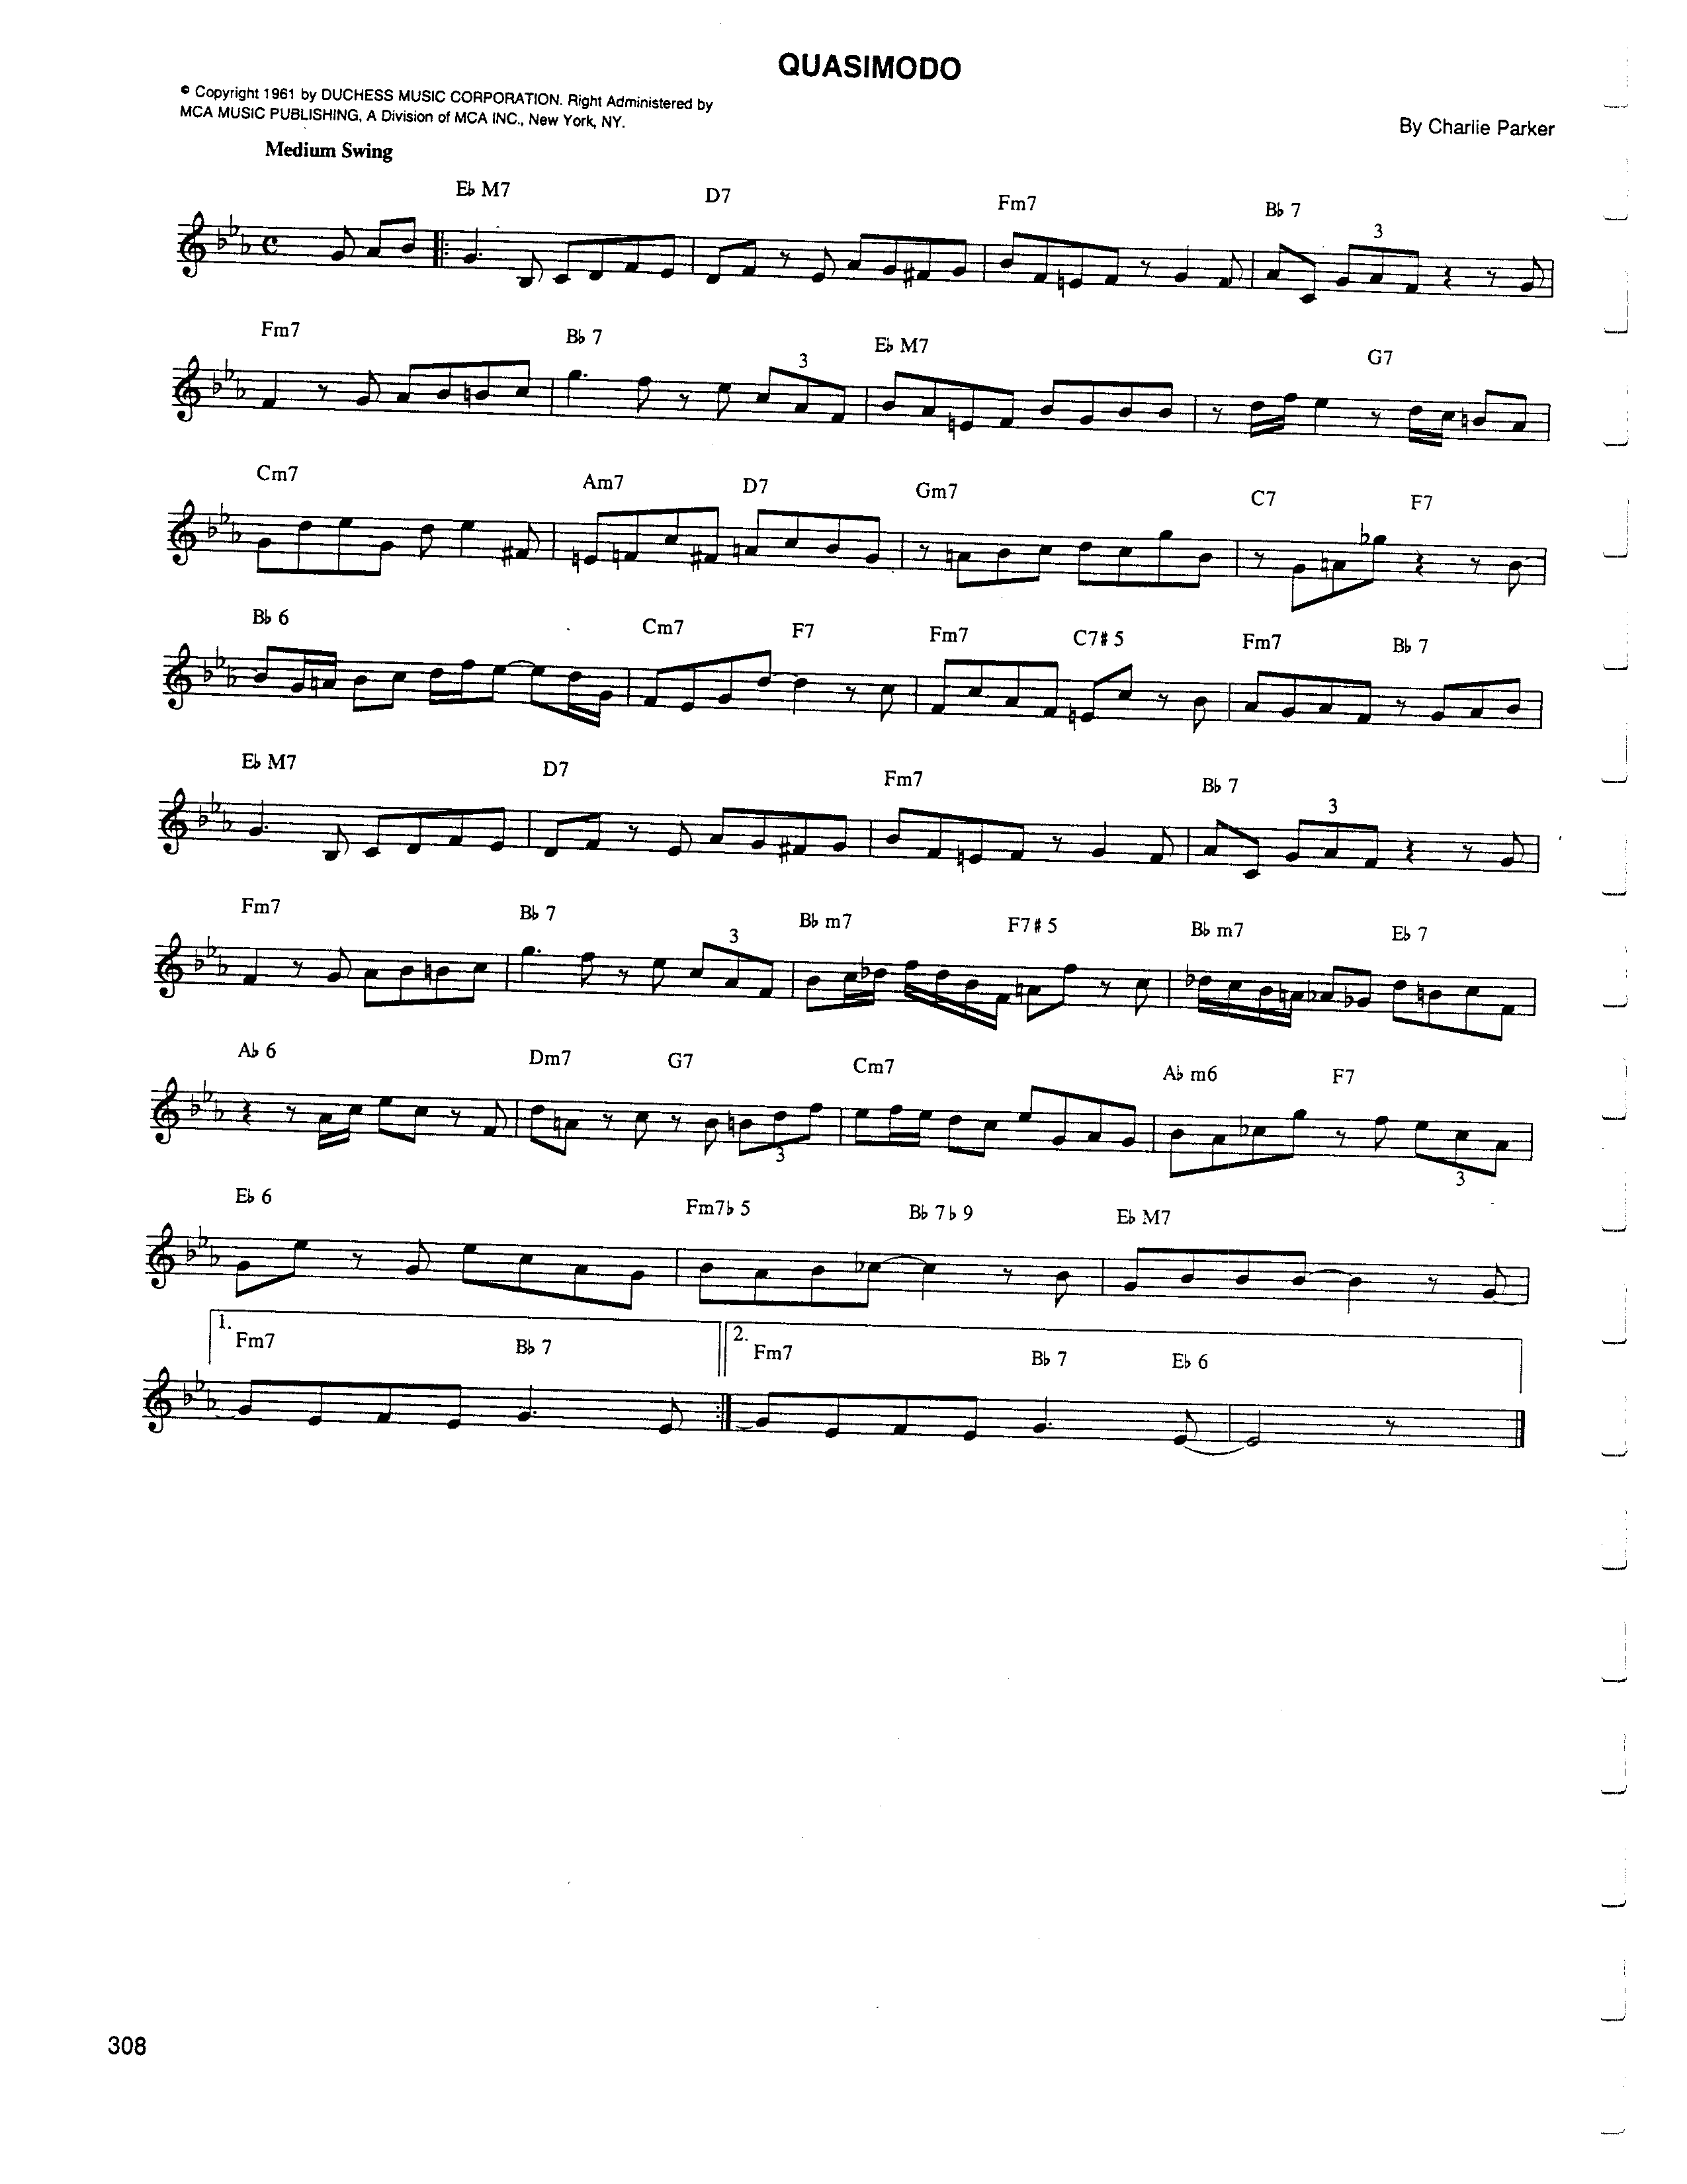 QUASIMODO
© Copyright 1961 by DUCHESS MUSIC CORPORATION. Right Administered by
MCA MUSIC PUBLISHING, A Division of MCA INC., New York, NY.
By Charlie Parker
Medium Swing
E♭ M7 D7 Fm7 B♭ 7
3
Fm7 B♭ 7 E♭ M7 G7
3
Cm7 Am7 D7 Gm7 C7 F7
B♭ 6 Cm7 F7 Fm7 C7♯5 Fm7 B♭ 7
E♭ M7 D7 Fm7 B♭ 7
3
Fm7 B♭ 7 B♭ m7 F7♯5 B♭ m7 E♭ 7
3
A♭ 6 Dm7 G7 Cm7 A♭ m6 F7
3 3
E♭ 6 Fm7♭5 B♭ 7♭9 E♭ M7
1. 2.
Fm7 B♭ 7 Fm7 B♭ 7 E♭ 6
308